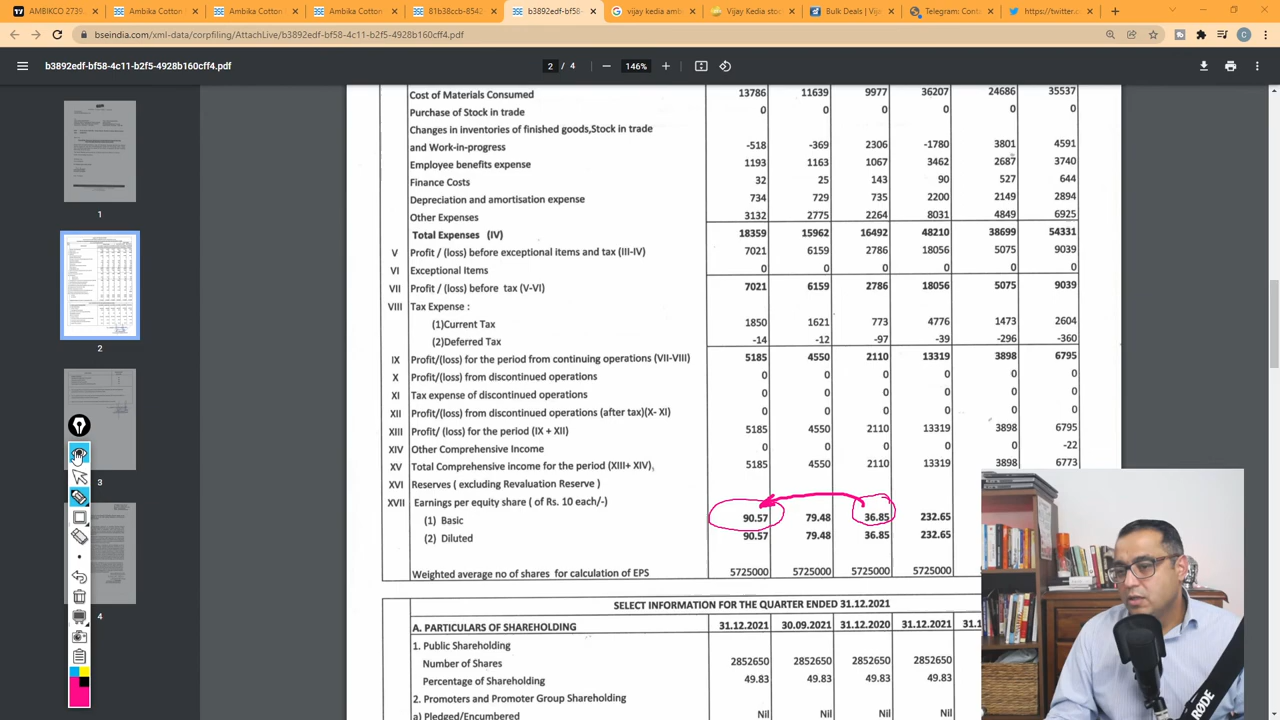 AMBIKCO 2739.
Ambika Cotton
Ambika Cotton
Ambika Cotton
81b38ccb-8542
b3892edf-bf58-
vijay kedia amb
Vijay Kedia Sto
Bulk Deals | Vij
Telegram: Cont
https://twitter.c
bseindia.com/xml-data/corpfiling/AttachLive/b3892edf-bf58-4c11-b2f5-4928b160cff4.pdf
b3892edf-bf58-4c11-b2f5-4928b160cff4.pdf 2 / 4 146%
Cost of Materials Consumed 13786 11639 9977 36207 24686 35537
Purchase of Stock in trade 0 0 0 0 0 0
Changes in inventories of finished goods,Stock in trade
and Work-in-progress -518 -369 2306 -1780 3801 4591
Employee benefits expense 1193 1163 1067 3462 2687 3740
Finance Costs 32 25 143 90 527 644
Depreciation and amortisation expense 734 729 735 2200 2149 2894
Other Expenses 3132 2775 2264 8031 4849 6925
Total Expenses (IV) 18359 15962 16492 48210 38699 54331
V Profit / (loss) before exceptional items and tax (III-IV) 7021 6159 2786 18056 5075 9039
VI Exceptional Items 0 0 0 0 0 0
VII Profit / (loss) before tax (V-VI) 7021 6159 2786 18056 5075 9039
VIII Tax Expense :
(1)Current Tax 1850 1621 773 4776 1473 2604
(2)Deferred Tax -14 -12 -97 -39 -296 -360
IX Profit/(loss) for the period from continuing operations (VII-VIII) 5185 4550 2110 13319 3898 6795
X Profit/(loss) from discontinued operations 0 0 0 0 0 0
XI Tax expense of discontinued operations 0 0 0 0 0 0
XII Profit/(loss) from discontinued operations (after tax)(X- XI) 0 0 0 0 0 0
XIII Profit/ (loss) for the period (IX + XII) 5185 4550 2110 13319 3898 6795
XIV Other Comprehensive Income 0 0 0 0 0 -22
XV Total Comprehensive income for the period (XIII+ XIV), 5185 4550 2110 13319 3898 6773
XVI Reserves ( excluding Revaluation Reserve )
XVII Earnings per equity share ( of Rs. 10 each/-)
(1) Basic 90.57 79.48 36.85 232.65
(2) Diluted 90.57 79.48 36.85 232.65
Weighted average no of shares for calculation of EPS 5725000 5725000 5725000 5725000
SELECT INFORMATION FOR THE QUARTER ENDED 31.12.2021
A. PARTICULARS OF SHAREHOLDING 31.12.2021 30.09.2021 31.12.2020 31.12.2021 31.1
1. Public Shareholding
Number of Shares 2852650 2852650 2852650 2852650
Percentage of Shareholding 49.83 49.83 49.83 49.83
2. Promoters and Promoter Group Shareholding
a) Pledged/Encumbered Nil Nil Nil Nil
1
2
3
4